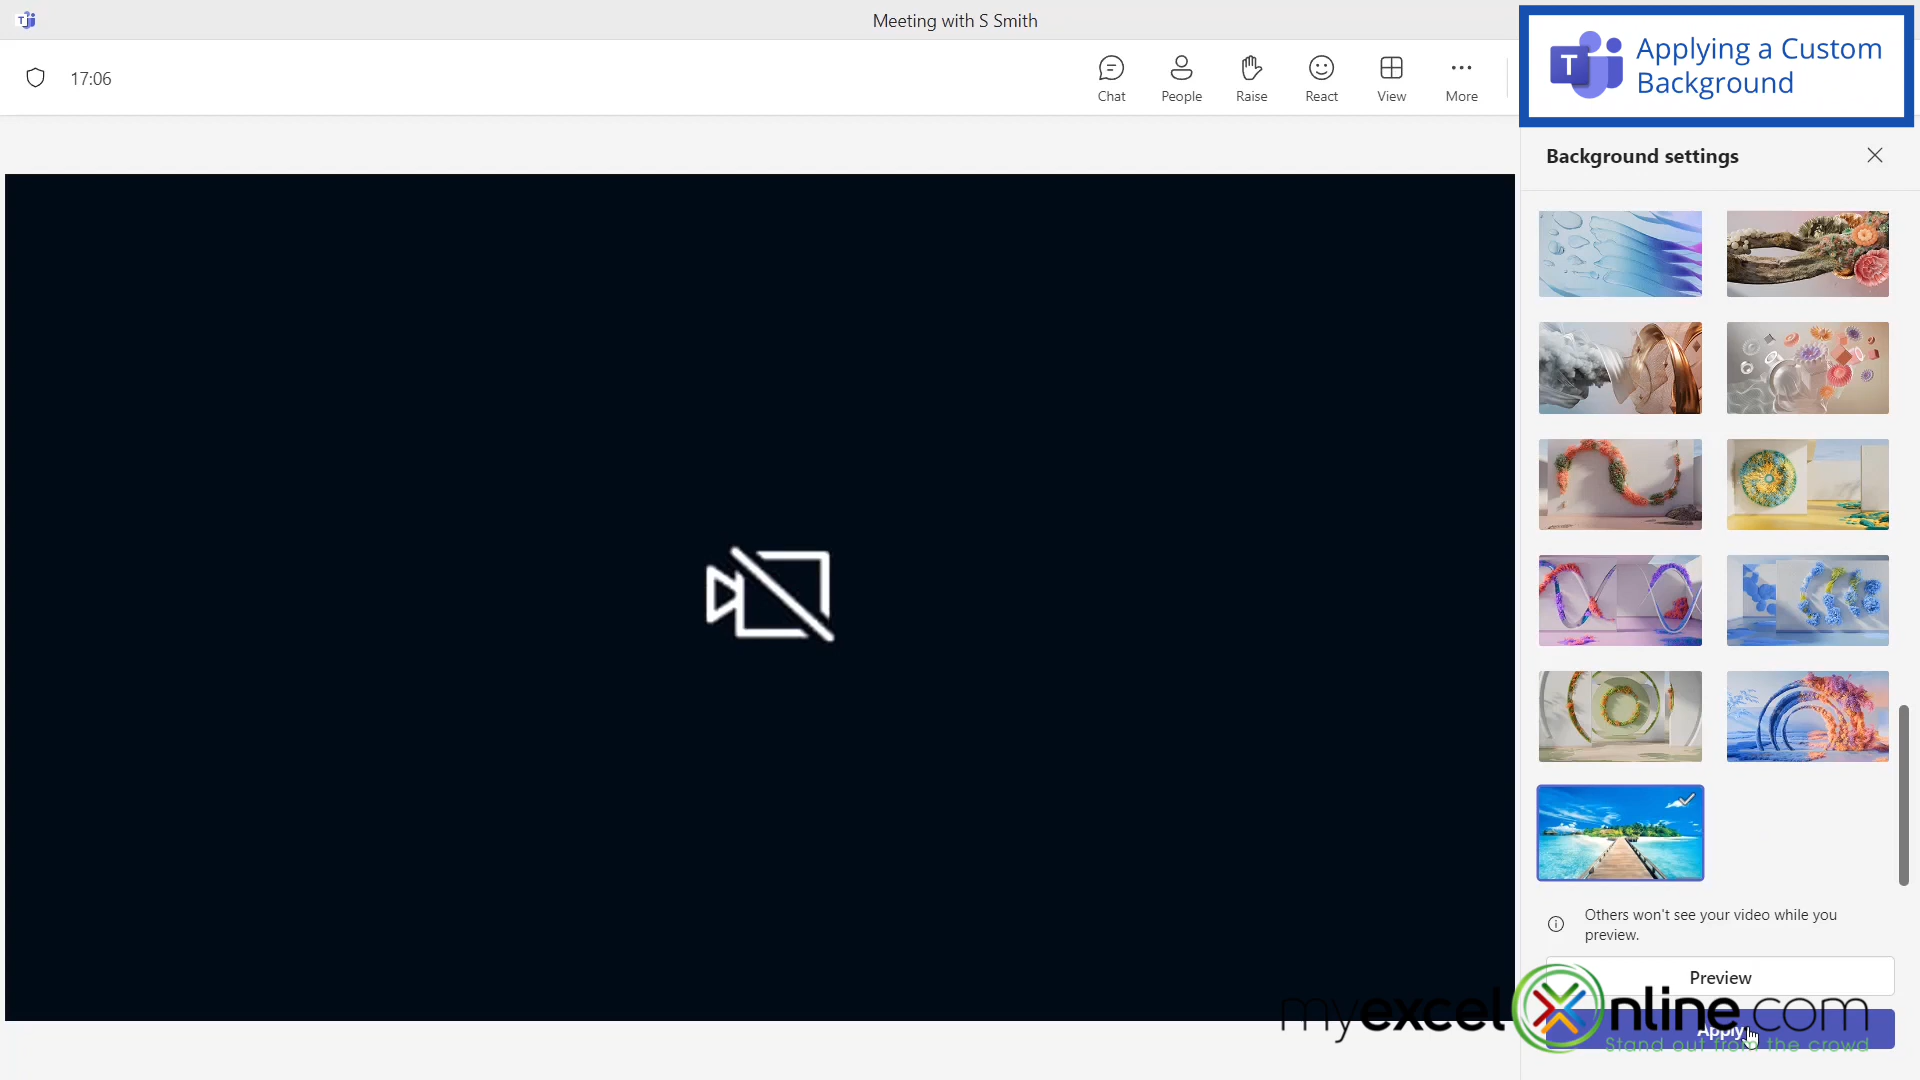 Meeting with S Smith
T Applying a Custom
Background
17:06
Chat
People
Raise
React
View
More
Background settings
Others won't see your video while you
preview.
Preview
myexcelOnline.com
Apply
Stand out from the crowd